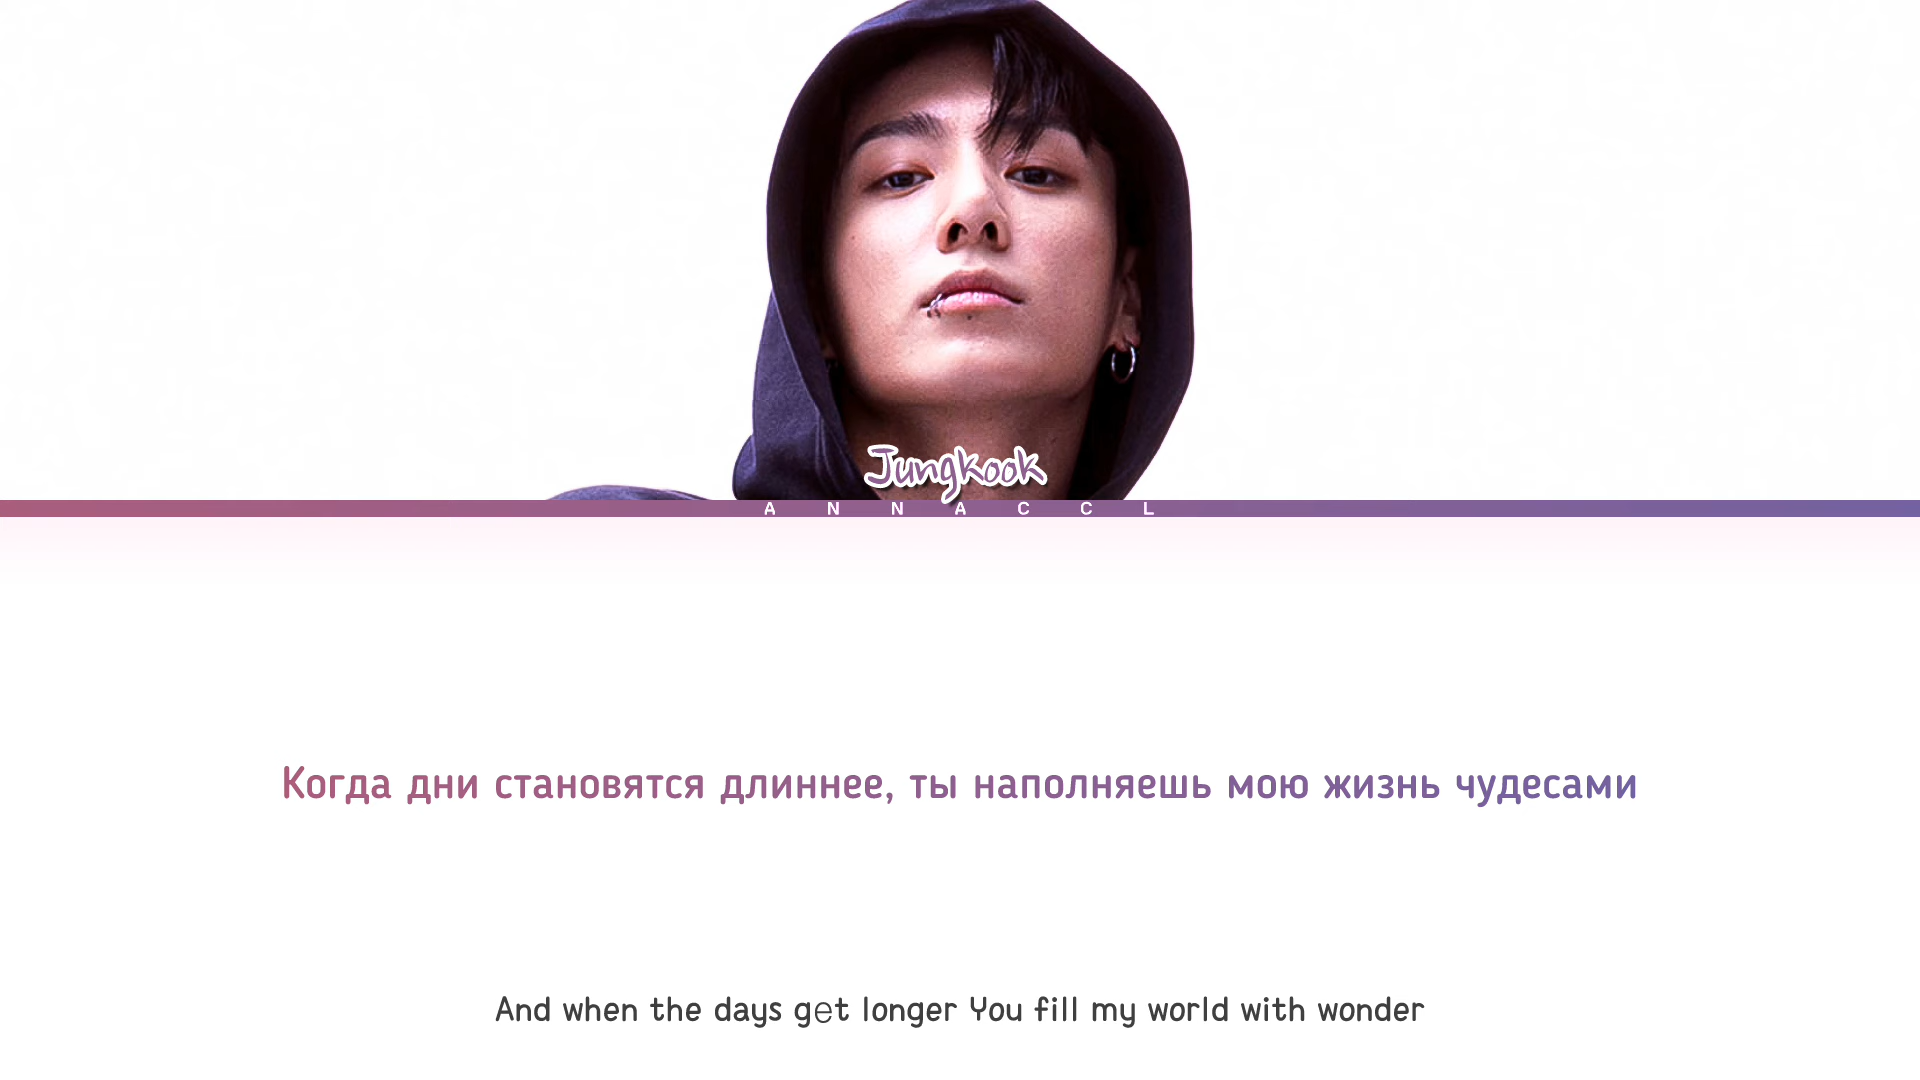 Jungkook
ANNACCL
Когда дни становятся длиннее, ты наполняешь мою жизнь чудесами
And when the days get longer You fill my world with wonder